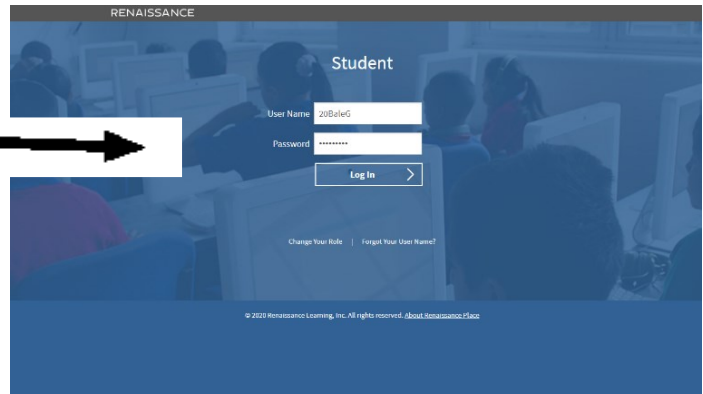 RENAISSANCE
Student
User Name 20BaleG
Password •••••••••
Log In
Change Your Role | Forgot Your User Name?
© 2020 Renaissance Learning, Inc. All rights reserved. About Renaissance Place